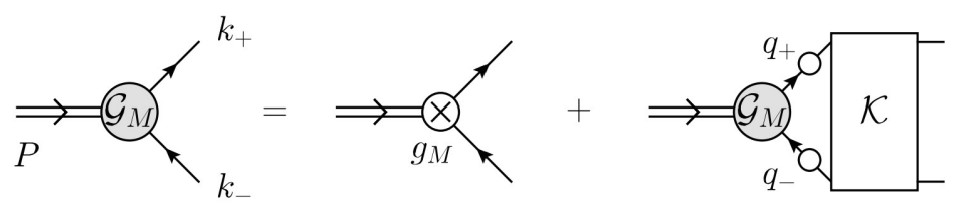 k₊
𝒢_M = + 𝒢_M 𝒦
P g_M
k₋
q₊
q₋